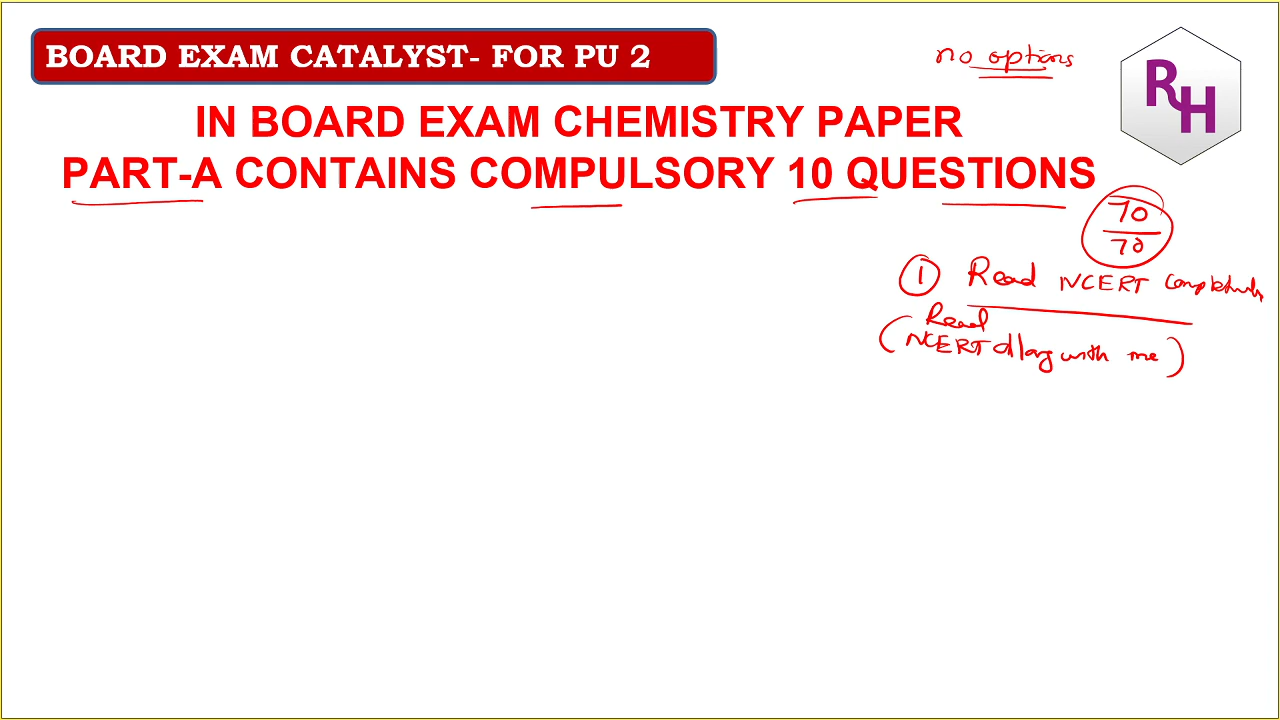 BOARD EXAM CATALYST- FOR PU 2
no options
RH
IN BOARD EXAM CHEMISTRY PAPER
PART-A CONTAINS COMPULSORY 10 QUESTIONS
70
70
1 Read NCERT completely
Read
(NCERT along with me)